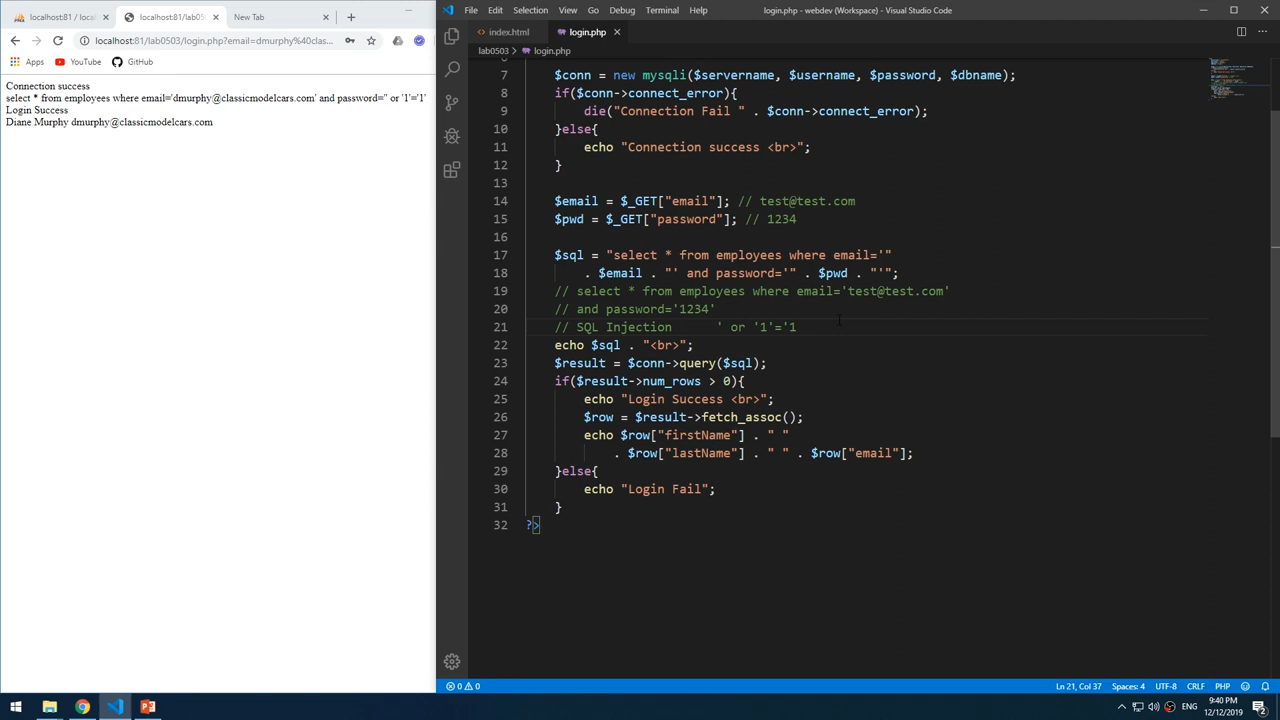 localhost:81 / local
localhost:81/lab050
New Tab
localhost:81/lab0503/login.php?email=dmurphy%40clas...
Apps YouTube GitHub
Connection success
select * from employees where email='dmurphy@classicmodelcars.com' and password='' or '1'='1'
Login Success
Diane Murphy dmurphy@classicmodelcars.com
File Edit Selection View Go Debug Terminal Help
login.php - webdev (Workspace) - Visual Studio Code
index.html login.php
lab0503 > login.php
7 $conn = new mysqli($servername, $username, $password, $dbname);
8 if($conn->connect_error){
9 die("Connection Fail " . $conn->connect_error);
10 }else{
11 echo "Connection success <br>";
12 }
13
14 $email = $_GET["email"]; // test@test.com
15 $pwd = $_GET["password"]; // 1234
16
17 $sql = "select * from employees where email='"
18 . $email . "' and password='" . $pwd . "'";
19 // select * from employees where email='test@test.com'
20 // and password='1234'
21 // SQL Injection ' or '1'='1
22 echo $sql . "<br>";
23 $result = $conn->query($sql);
24 if($result->num_rows > 0){
25 echo "Login Success <br>";
26 $row = $result->fetch_assoc();
27 echo $row["firstName"] . " "
28 . $row["lastName"] . " " . $row["email"];
29 }else{
30 echo "Login Fail";
31 }
32 ?>
0 0
Ln 21, Col 37 Spaces: 4 UTF-8 CRLF PHP
ENG
9:40 PM
12/12/2019
2